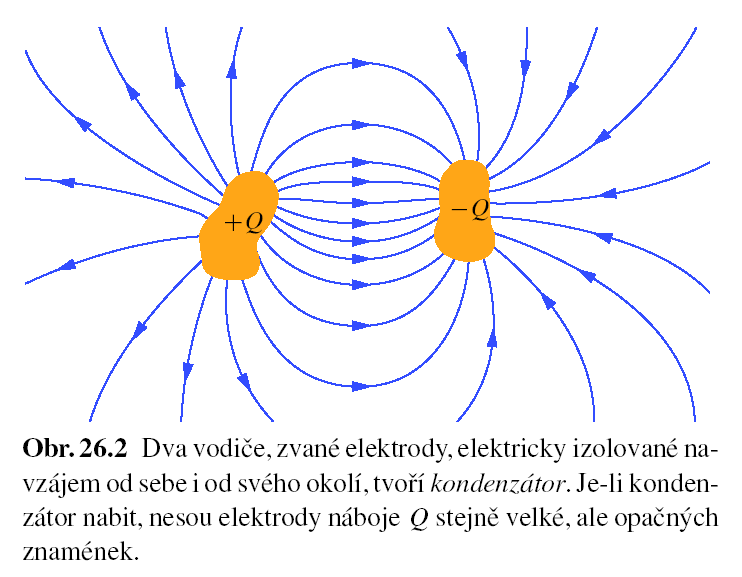 +Q
−Q
Obr. 26.2 Dva vodiče, zvané elektrody, elektricky izolované na-
vzájem od sebe i od svého okolí, tvoří kondenzátor. Je-li konden-
zátor nabit, nesou elektrody náboje Q stejně velké, ale opačných
znamének.